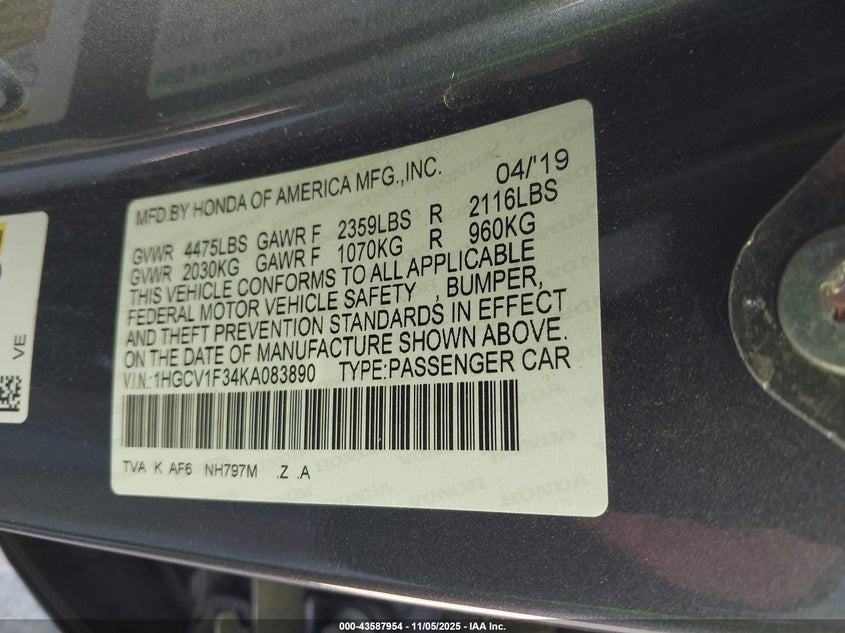 MFD.BY HONDA OF AMERICA MFG.,INC. 04/'19
GVWR 4475LBS GAWR F 2359LBS R 2116LBS
GVWR 2030KG GAWR F 1070KG R 960KG
THIS VEHICLE CONFORMS TO ALL APPLICABLE
FEDERAL MOTOR VEHICLE SAFETY , BUMPER,
AND THEFT PREVENTION STANDARDS IN EFFECT
ON THE DATE OF MANUFACTURE SHOWN ABOVE.
V.I.N.:1HGCV1F34KA083890 TYPE:PASSENGER CAR
TVA K AF6 NH797M .Z .A
VE
HONDA
000-43587954 - 11/05/2025 - IAA Inc.